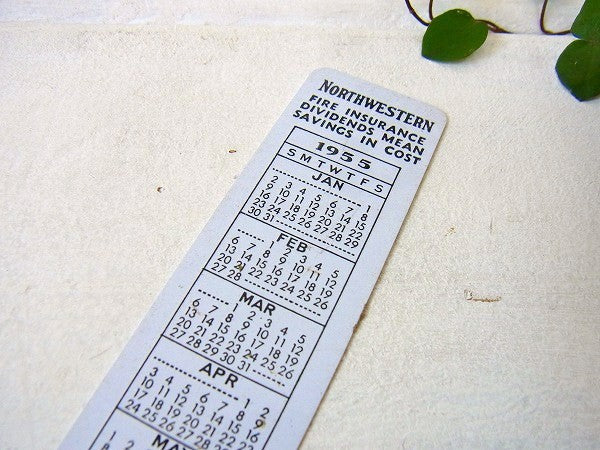 NORTHWESTERN
FIRE INSURANCE
DIVIDENDS MEAN
SAVINGS IN COST
1955
S M T W T F S
JAN
1
2 3 4 5 6 7 8
9 10 11 12 13 14 15
16 17 18 19 20 21 22
23 24 25 26 27 28 29
30 31
FEB
1 2 3 4 5
6 7 8 9 10 11 12
13 14 15 16 17 18 19
20 21 22 23 24 25 26
27 28
MAR
1 2 3 4 5
6 7 8 9 10 11 12
13 14 15 16 17 18 19
20 21 22 23 24 25 26
27 28 29 30 31
APR
1 2
3 4 5 6 7 8 9
10 11 12 13 14 15 16
17 18 19 20 21 22 23
24 25 26 27 28 29 30
MAY
1 2
8